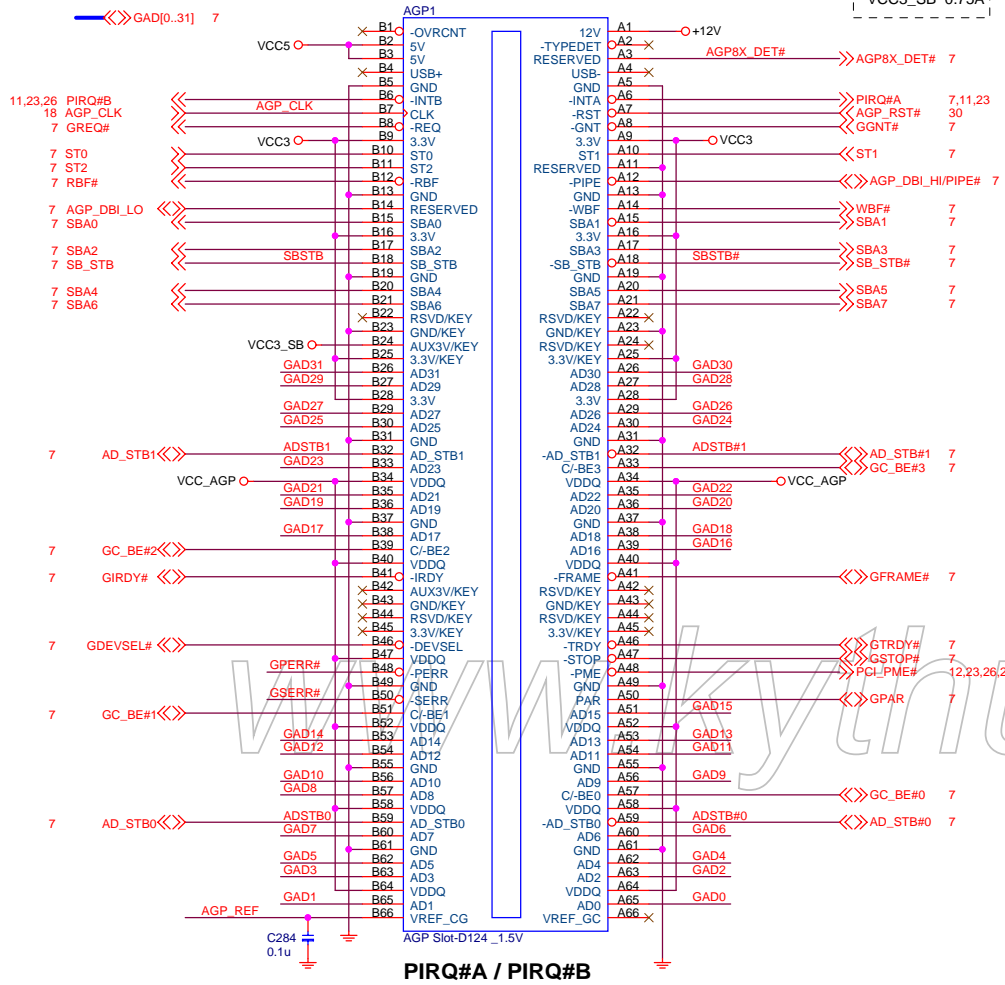 VCC3_SB 0.75A
AGP1
GAD[0..31] 7
B1 -OVRCNT 12V A1 +12V
VCC5 B2 5V -TYPEDET A2
B3 5V RESERVED A3 AGP8X_DET# AGP8X_DET# 7
B4 USB+ USB- A4
B5 GND GND A5
11,23,26 PIRQ#B B6 -INTB -INTA A6 PIRQ#A 7,11,23
18 AGP_CLK AGP_CLK B7 CLK -RST A7 AGP_RST# 30
7 GREQ# B8 -REQ -GNT A8 GGNT# 7
VCC3 B9 3.3V 3.3V A9 VCC3
7 ST0 B10 ST0 ST1 A10 ST1 7
7 ST2 B11 ST2 RESERVED A11
7 RBF# B12 -RBF -PIPE A12 AGP_DBI_HI/PIPE# 7
B13 GND GND A13
7 AGP_DBI_LO B14 RESERVED -WBF A14 WBF# 7
7 SBA0 B15 SBA0 SBA1 A15 SBA1 7
B16 3.3V 3.3V A16
7 SBA2 B17 SBA2 SBA3 A17 SBA3 7
7 SB_STB SBSTB B18 SB_STB -SB_STB A18 SBSTB# SB_STB# 7
B19 GND GND A19
7 SBA4 B20 SBA4 SBA5 A20 SBA5 7
7 SBA6 B21 SBA6 SBA7 A21 SBA7 7
B22 RSVD/KEY RSVD/KEY A22
B23 GND/KEY GND/KEY A23
VCC3_SB B24 AUX3V/KEY RSVD/KEY A24
B25 3.3V/KEY 3.3V/KEY A25
GAD31 B26 AD31 AD30 A26 GAD30
GAD29 B27 AD29 AD28 A27 GAD28
B28 3.3V 3.3V A28
GAD27 B29 AD27 AD26 A29 GAD26
GAD25 B30 AD25 AD24 A30 GAD24
B31 GND GND A31
7 AD_STB1 ADSTB1 B32 AD_STB1 -AD_STB1 A32 ADSTB#1 AD_STB#1 7
GAD23 B33 AD23 C/-BE3 A33 GC_BE#3 7
VCC_AGP B34 VDDQ VDDQ A34 VCC_AGP
GAD21 B35 AD21 AD22 A35 GAD22
GAD19 B36 AD19 AD20 A36 GAD20
B37 GND GND A37
GAD17 B38 AD17 AD18 A38 GAD18
7 GC_BE#2 B39 C/-BE2 AD16 A39 GAD16
B40 VDDQ VDDQ A40
7 GIRDY# B41 -IRDY -FRAME A41 GFRAME# 7
B42 AUX3V/KEY RSVD/KEY A42
B43 GND/KEY GND/KEY A43
B44 RSVD/KEY RSVD/KEY A44
B45 3.3V/KEY 3.3V/KEY A45
7 GDEVSEL# B46 -DEVSEL -TRDY A46 GTRDY# 7
B47 VDDQ -STOP A47 GSTOP# 7
GPERR# B48 -PERR -PME A48 PCI_PME# 12,23,26,2
B49 GND GND A49
GSERR# B50 -SERR PAR A50 GPAR 7
7 GC_BE#1 B51 C/-BE1 AD15 A51 GAD15
B52 VDDQ VDDQ A52
GAD14 B53 AD14 AD13 A53 GAD13
GAD12 B54 AD12 AD11 A54 GAD11
B55 GND GND A55
GAD10 B56 AD10 AD9 A56 GAD9
GAD8 B57 AD8 C/-BE0 A57 GC_BE#0 7
B58 VDDQ VDDQ A58
7 AD_STB0 ADSTB0 B59 AD_STB0 -AD_STB0 A59 ADSTB#0 AD_STB#0 7
GAD7 B60 AD7 AD6 A60 GAD6
B61 GND GND A61
GAD5 B62 AD5 AD4 A62 GAD4
GAD3 B63 AD3 AD2 A63 GAD2
B64 VDDQ VDDQ A64
GAD1 B65 AD1 AD0 A65 GAD0
AGP_REF B66 VREF_CG VREF_GC A66
C284
0.1u
AGP Slot-D124 _1.5V
PIRQ#A / PIRQ#B
www.kythu